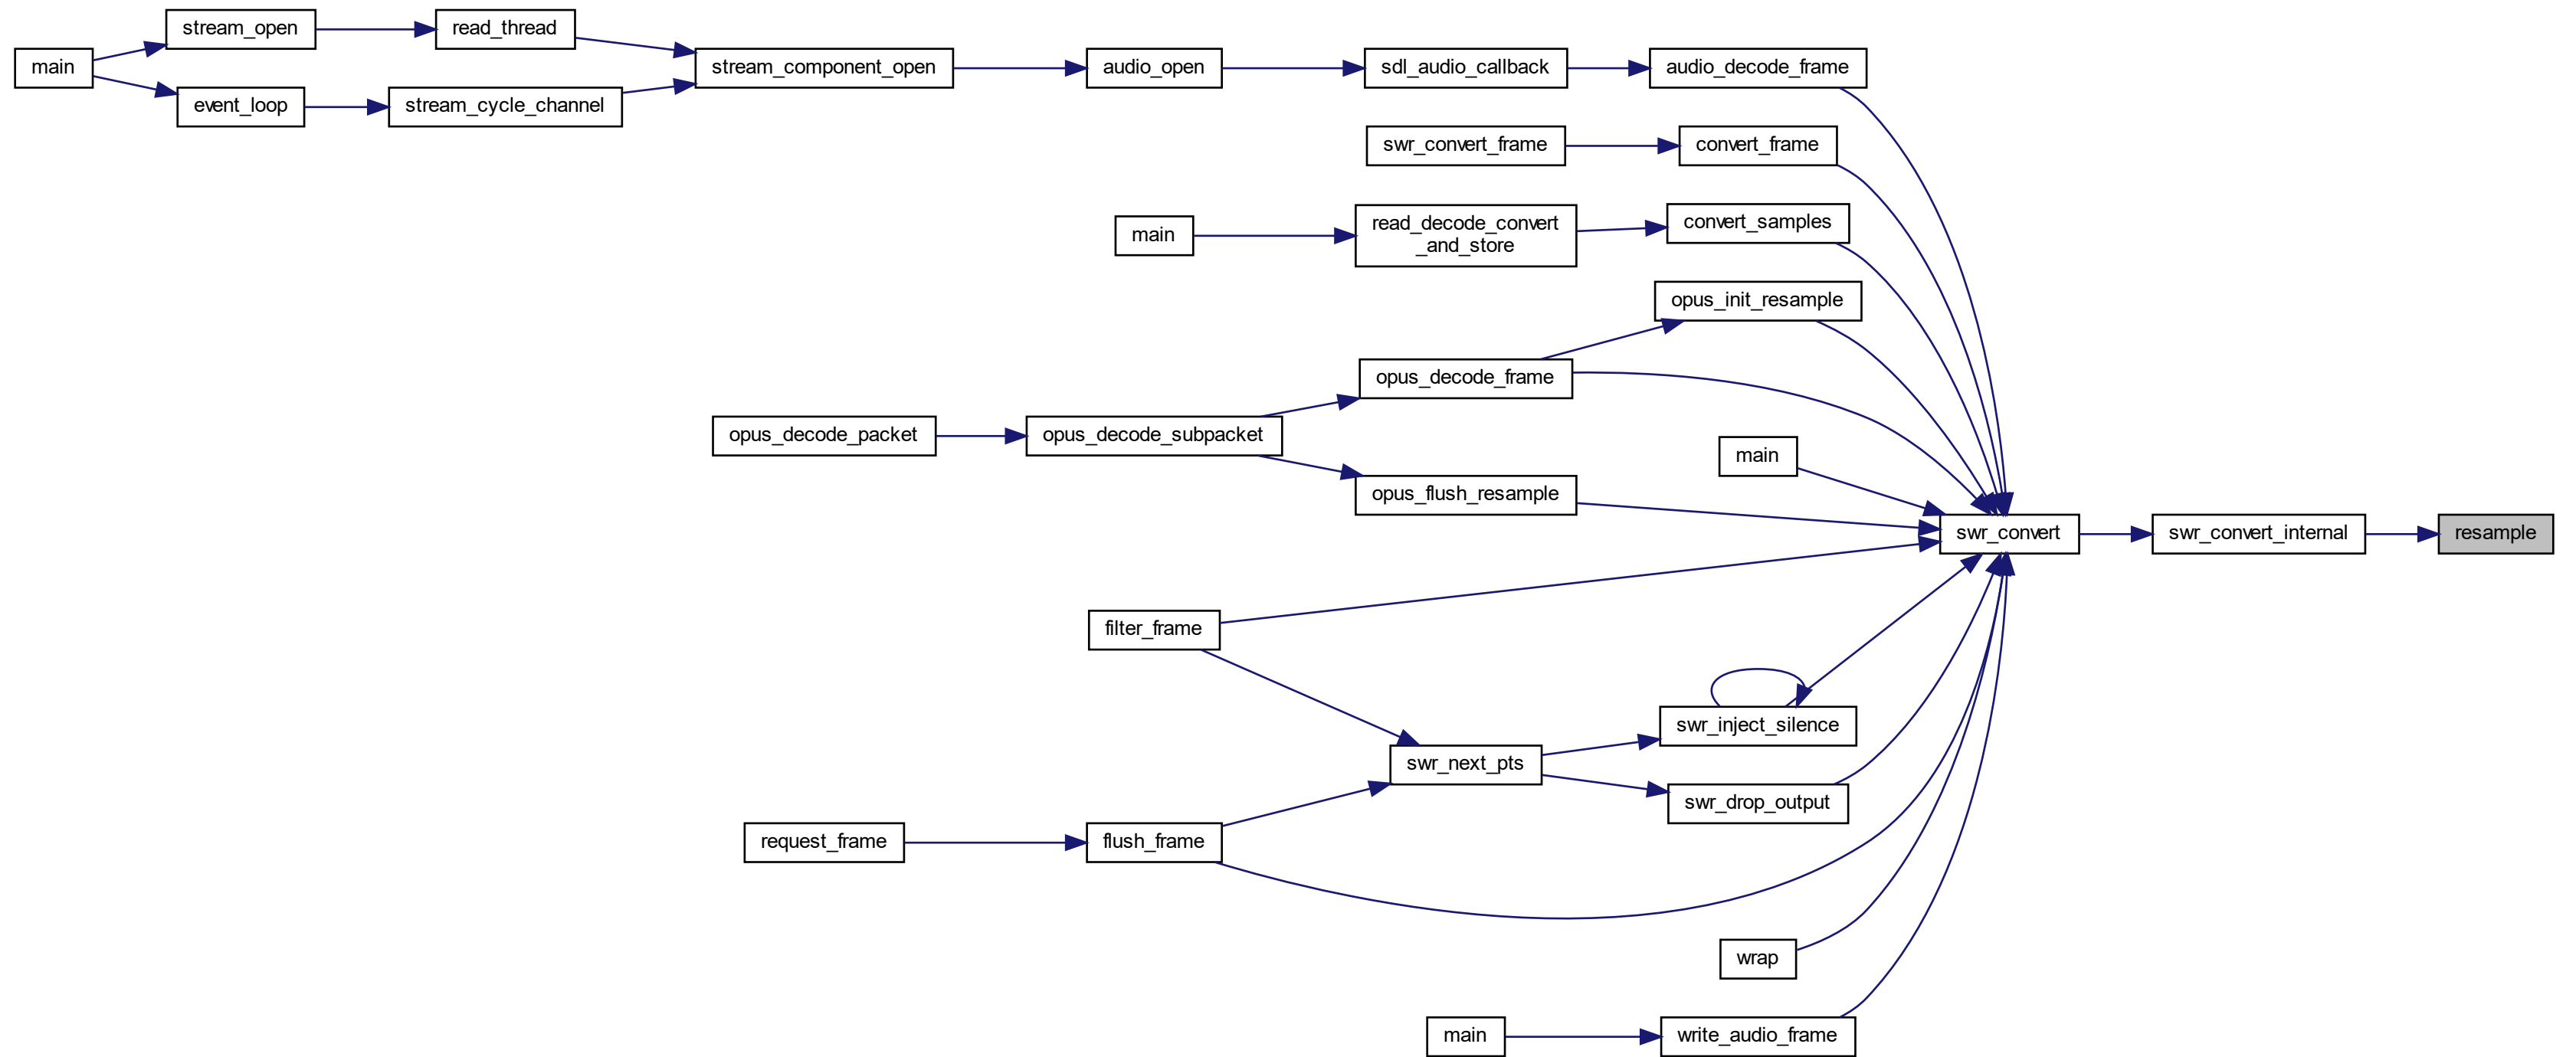 stream_open
read_thread
main
stream_component_open
audio_open
sdl_audio_callback
audio_decode_frame
event_loop
stream_cycle_channel
swr_convert_frame
convert_frame
main
read_decode_convert
_and_store
convert_samples
opus_init_resample
opus_decode_frame
opus_decode_packet
opus_decode_subpacket
main
opus_flush_resample
swr_convert
swr_convert_internal
resample
filter_frame
swr_inject_silence
swr_next_pts
swr_drop_output
request_frame
flush_frame
wrap
main
write_audio_frame